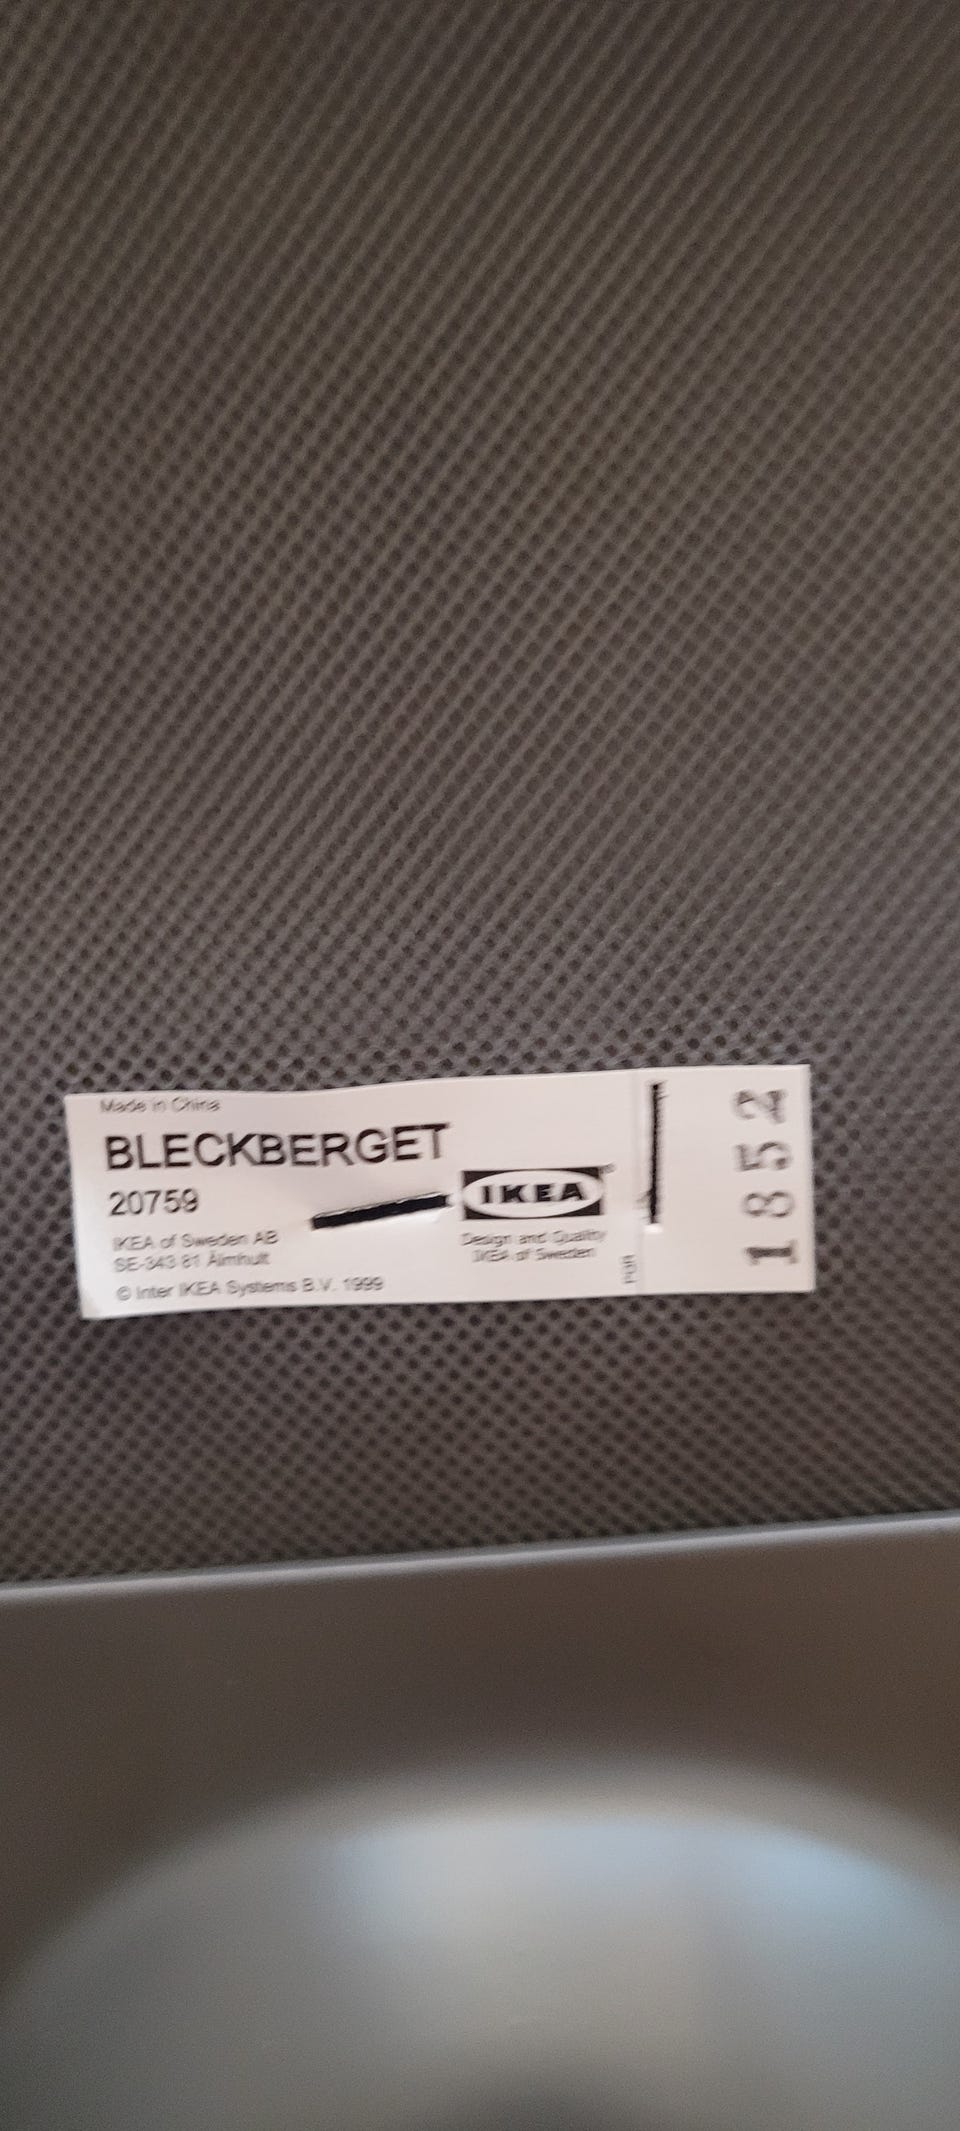 Made in China
BLECKBERGET
20759
IKEA of Sweden AB
SE-343 81 Älmhult
© Inter IKEA Systems B.V. 1999
IKEA®
Design and Quality
IKEA of Sweden
PUR
1852